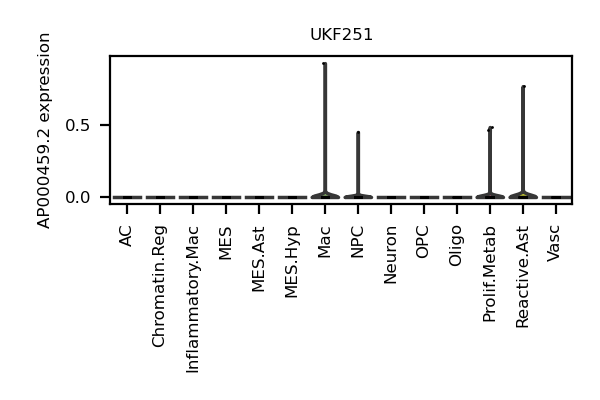 UKF251
AP000459.2 expression
0.5
0.0
AC
Chromatin.Reg
Inflammatory.Mac
MES
MES.Ast
MES.Hyp
Mac
NPC
Neuron
OPC
Oligo
Prolif.Metab
Reactive.Ast
Vasc